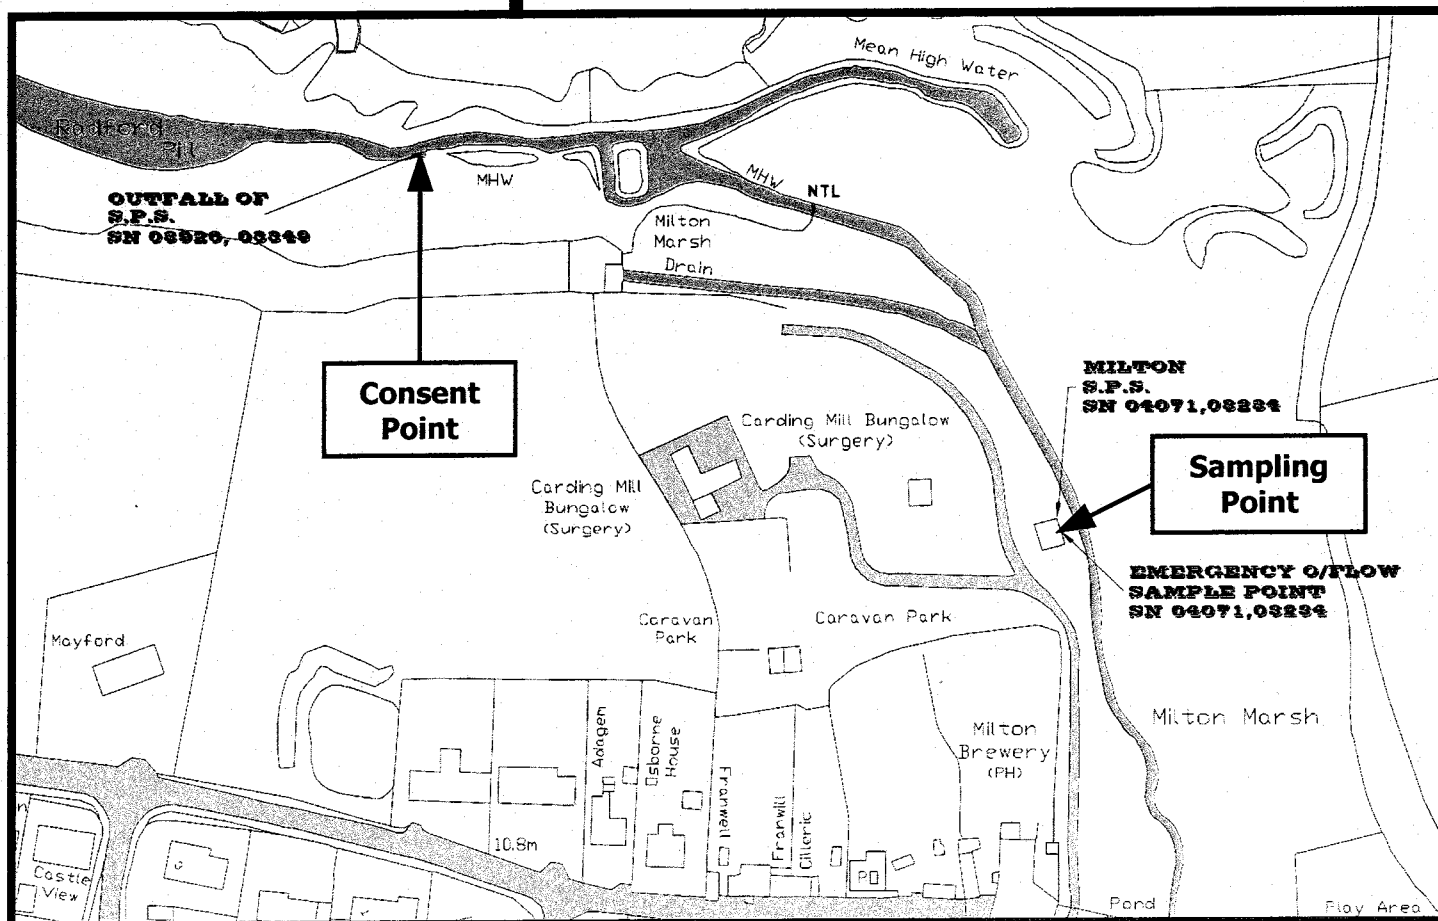 Mean High Water
Radford
Pill
OUTFALL OF
S.P.S.
SN 08520, 03849
MHW
MHW
NTL
Milton
Marsh
Drain
Consent
Point
MILTON
S.P.S.
SN 04071,03234
Sampling
Point
EMERGENCY O/FLOW
SAMPLE POINT
SN 04071,03234
Carding Mill Bungalow
(Surgery)
Carding Mill
Bungalow
(Surgery)
Caravan
Park
Caravan Park
Mayford
Milton Marsh
Milton
Brewery
(PH)
Adagen
Osborne
House
Franwell
Franwill
Cilleric
10.8m
PO
Castle
View
Pond
Play Area